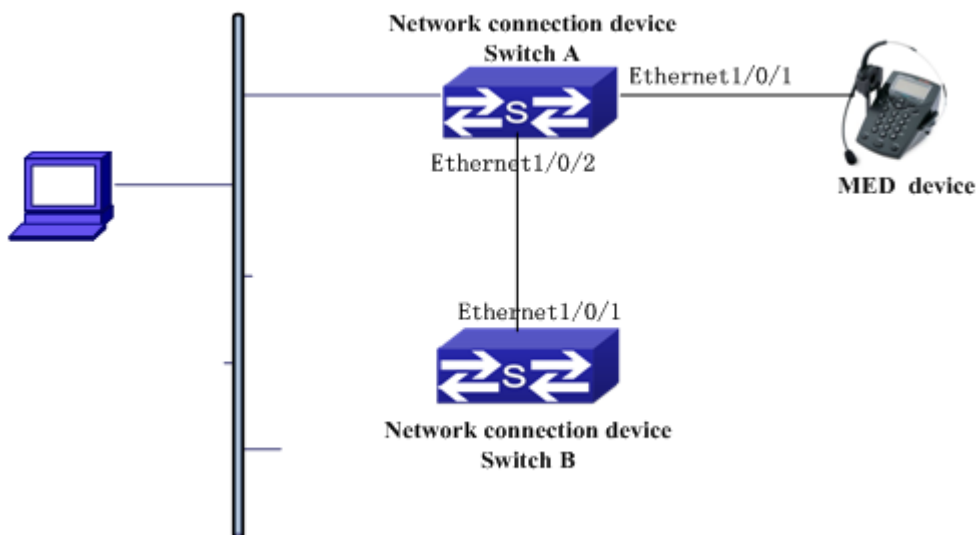 Network connection device
Switch A
Ethernet1/0/1
S
Ethernet1/0/2
MED device
Ethernet1/0/1
S
Network connection device
Switch B